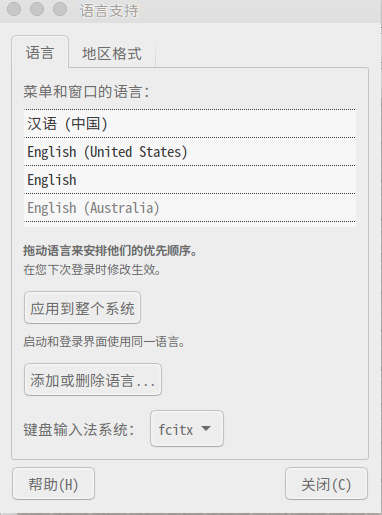 语言支持
语言
地区格式
菜单和窗口的语言：
汉语 (中国)
English (United States)
English
English (Australia)
拖动语言来安排他们的优先顺序。
在您下次登录时修改生效。
应用到整个系统
启动和登录界面使用同一语言。
添加或删除语言...
键盘输入法系统： fcitx
帮助(H)
关闭(C)